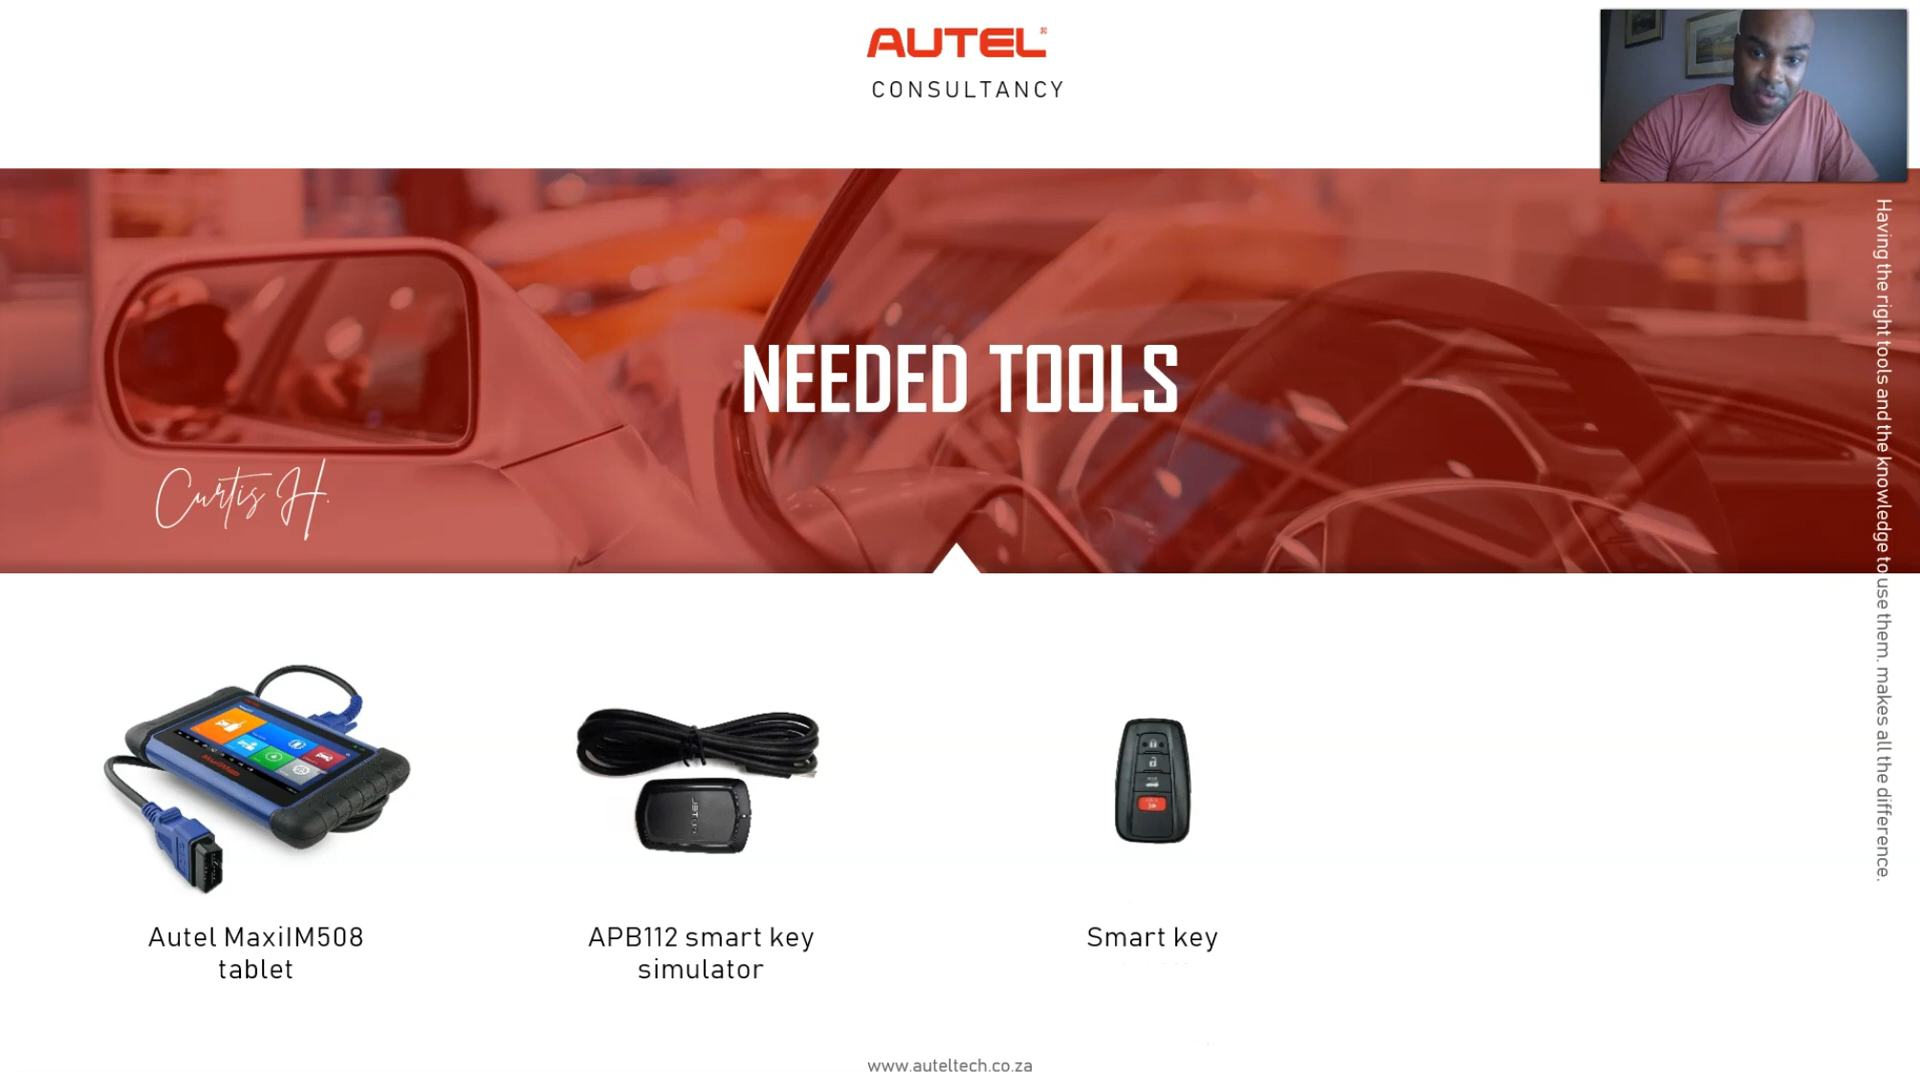 AUTEL
CONSULTANCY
NEEDED TOOLS
Curtis H.
Having the right tools and the knowledge to use them, makes all the difference.
Autel MaxiIM508
tablet
APB112 smart key
simulator
Smart key
www.auteltech.co.za